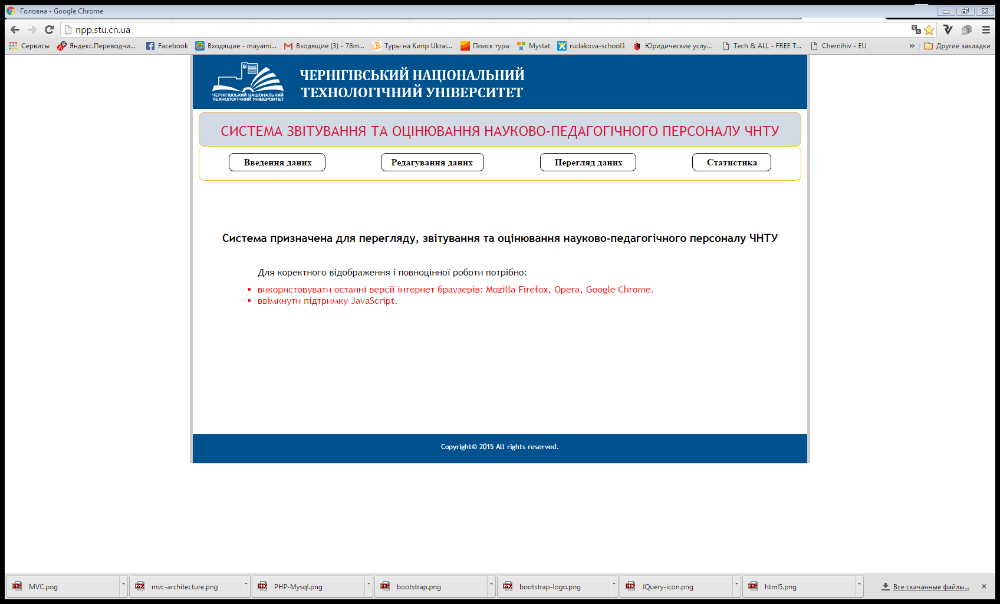 Головна - Google Chrome
npp.stu.cn.ua
Сервисы
Яндекс.Переводчи...
Facebook
Входящие - mayami...
Входящие (3) - 78m...
Туры на Кипр Ukrai...
Поиск тура
Mystat
rudakova-school1
Юридические услу...
Tech & ALL - FREE T...
Chernihiv - EU
»
Другие закладки
ЧЕРНІГІВСЬКИЙ НАЦІОНАЛЬНИЙ
ТЕХНОЛОГІЧНИЙ УНІВЕРСИТЕТ
ЧЕРНІГІВСЬКИЙ НАЦІОНАЛЬНИЙ
ТЕХНОЛОГІЧНИЙ УНІВЕРСИТЕТ
СИСТЕМА ЗВІТУВАННЯ ТА ОЦІНЮВАННЯ НАУКОВО-ПЕДАГОГІЧНОГО ПЕРСОНАЛУ ЧНТУ
Введення даних
Редагування даних
Перегляд даних
Статистика
Система призначена для перегляду, звітування та оцінювання науково-педагогічного персоналу ЧНТУ
Для коректного відображення і повноцінної роботи потрібно:
• використовувати останні версії інтернет браузерів: Mozilla Firefox, Opera, Google Chrome.
• ввімкнути підтримку JavaScript.
Copyright© 2015 All rights reserved.
MVC.png
mvc-architecture.png
PHP-Mysql.png
bootstrap.png
bootstrap-logo.png
JQuery-icon.png
html5.png
Все скачанные файлы...